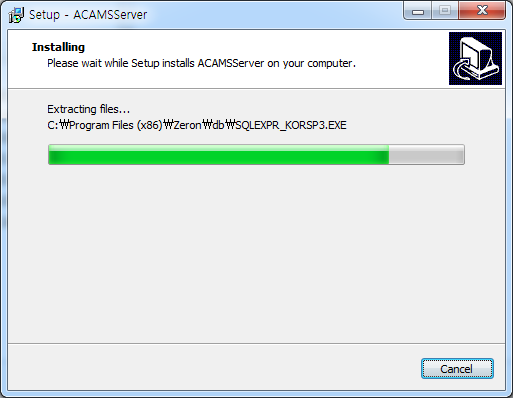 Setup - ACAMSServer
Installing
Please wait while Setup installs ACAMSServer on your computer.
Extracting files...
C:₩Program Files (x86)₩Zeron₩db₩SQLEXPR_KORSP3.EXE
Cancel